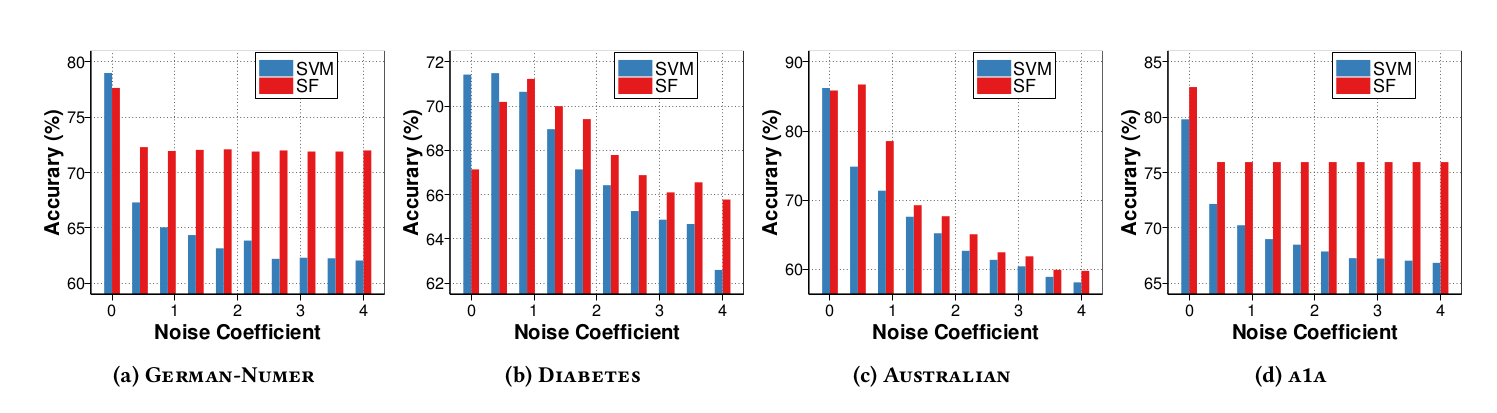 80
75
70
65
60
Accurary (%)
SVM
SF
0 1 2 3 4
Noise Coefficient
(a) German-Numer
72
70
68
66
64
62
Accurary (%)
SVM
SF
0 1 2 3 4
Noise Coefficient
(b) Diabetes
90
80
70
60
Accurary (%)
SVM
SF
0 1 2 3 4
Noise Coefficient
(c) Australian
85
80
75
70
65
Accurary (%)
SVM
SF
0 1 2 3 4
Noise Coefficient
(d) a1a